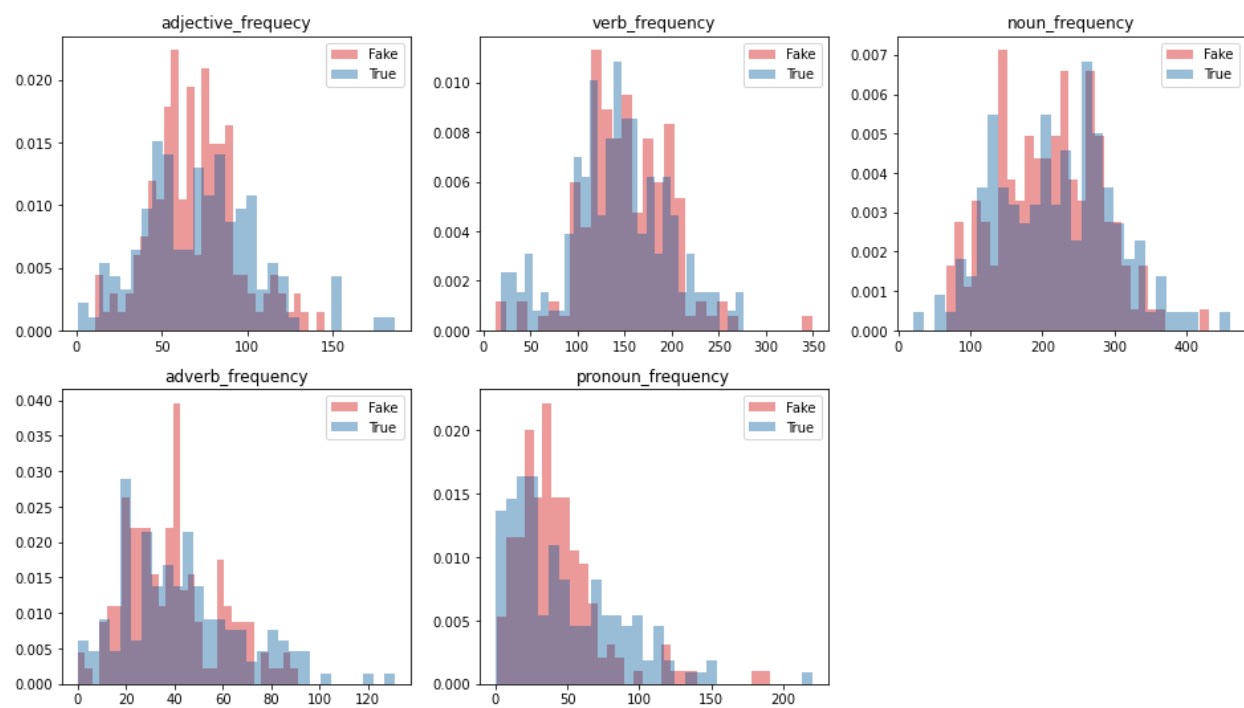 adjective_frequecy
Fake
True
0.020
0.015
0.010
0.005
0.000
0 50 100 150
verb_frequency
Fake
True
0.010
0.008
0.006
0.004
0.002
0.000
0 50 100 150 200 250 300 350
noun_frequency
Fake
True
0.007
0.006
0.005
0.004
0.003
0.002
0.001
0.000
0 100 200 300 400
adverb_frequency
Fake
True
0.040
0.035
0.030
0.025
0.020
0.015
0.010
0.005
0.000
0 20 40 60 80 100 120
pronoun_frequency
Fake
True
0.020
0.015
0.010
0.005
0.000
0 50 100 150 200